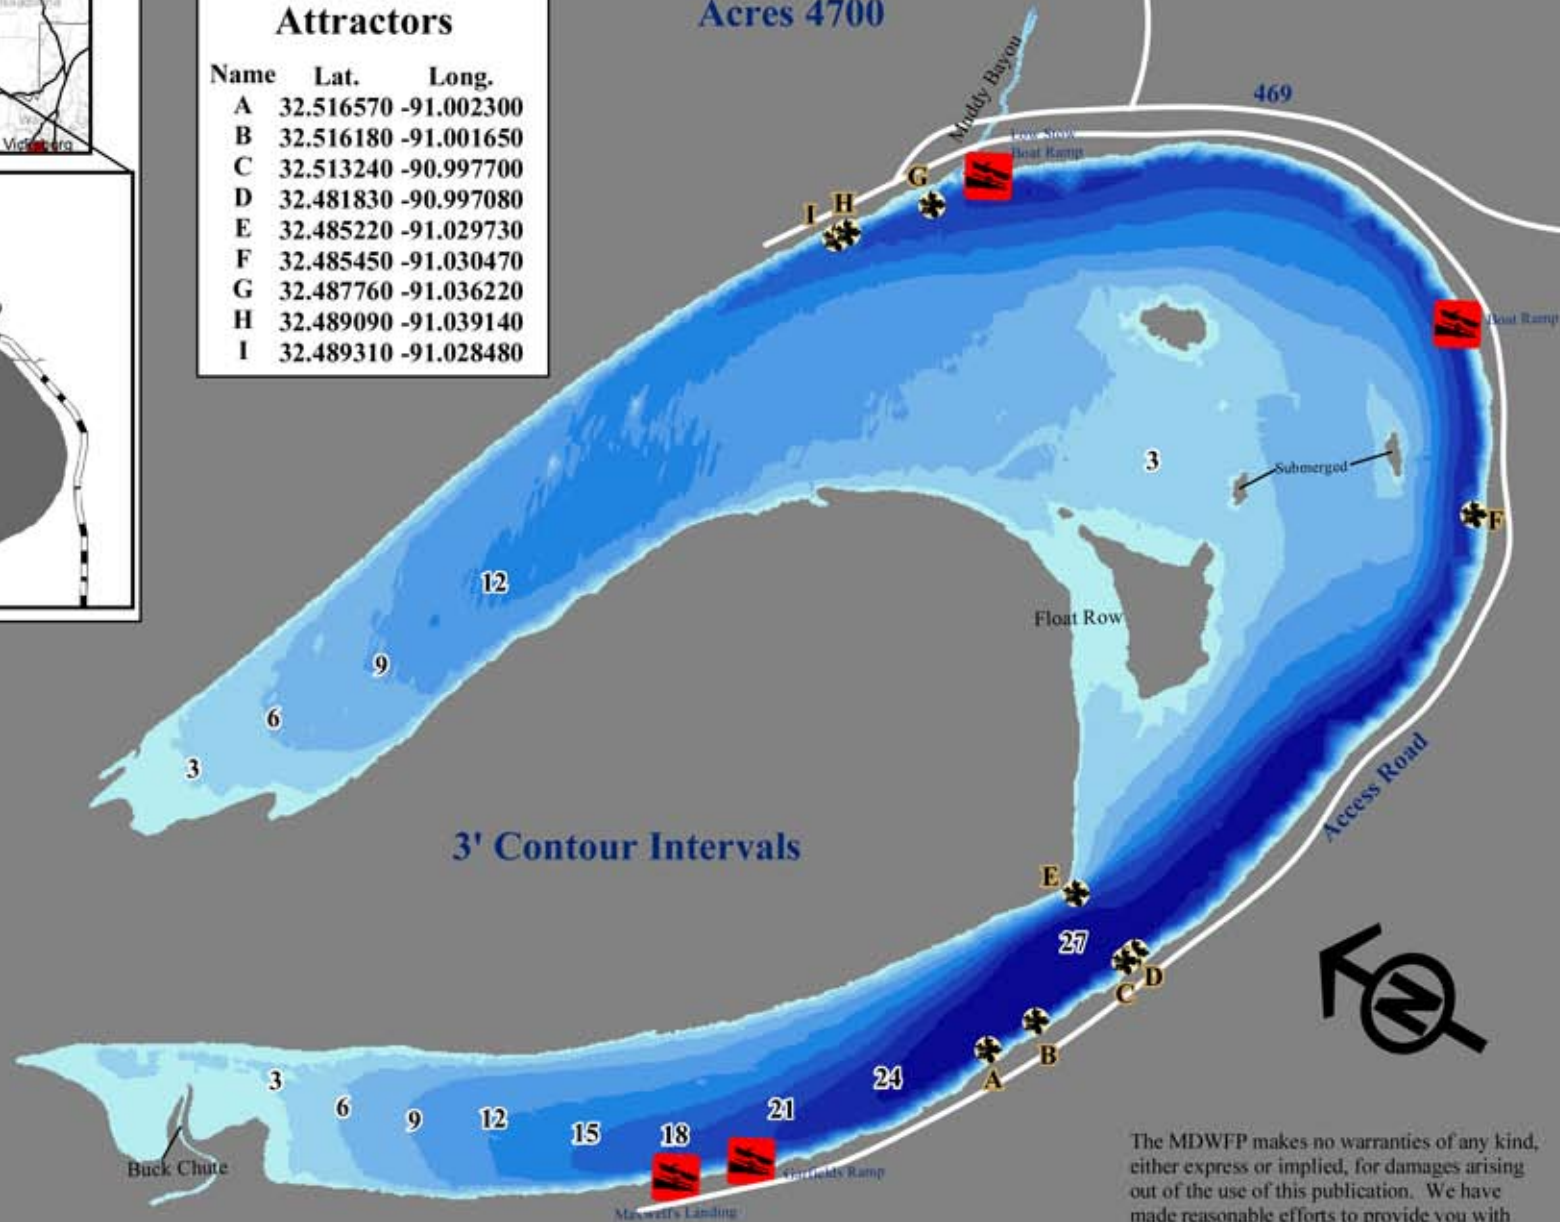 Attractors
Name Lat. Long.
A 32.516570 -91.002300
B 32.516180 -91.001650
C 32.513240 -90.997700
D 32.481830 -90.997080
E 32.485220 -91.029730
F 32.485450 -91.030470
G 32.487760 -91.036220
H 32.489090 -91.039140
I 32.489310 -91.028480
Vicksburg
Acres 4700
Muddy Bayou
469
Boat Ramp
G
H
I
Boat Ramp
3
Submerged
F
12
Float Row
9
6
3
Access Road
3' Contour Intervals
E
27
D
C
N
B
A
24
3
6
9
12
15
18
21
Buck Chute
Garfields Ramp
Maxwell's Landing
The MDWFP makes no warranties of any kind,
either express or implied, for damages arising
out of the use of this publication. We have
made reasonable efforts to provide you with